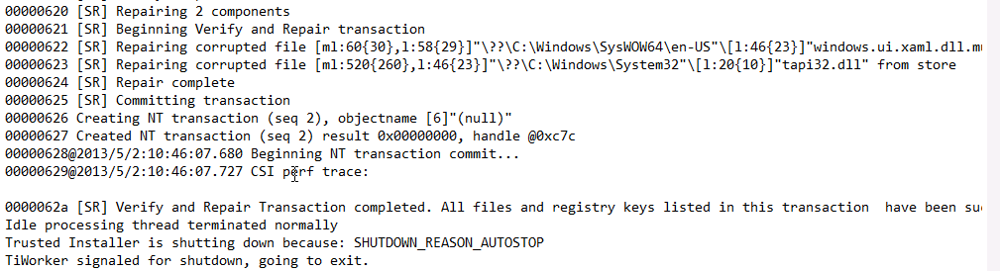 00000620 [SR] Repairing 2 components
00000621 [SR] Beginning Verify and Repair transaction
00000622 [SR] Repairing corrupted file [ml:60{30},l:58{29}]"\??\C:\Windows\SysWOW64\en-US"\[l:46{23}]"windows.ui.xaml.dll.mu
00000623 [SR] Repairing corrupted file [ml:520{260},l:46{23}]"\??\C:\Windows\System32"\[l:20{10}]"tapi32.dll" from store
00000624 [SR] Repair complete
00000625 [SR] Committing transaction
00000626 Creating NT transaction (seq 2), objectname [6]"(null)"
00000627 Created NT transaction (seq 2) result 0x00000000, handle @0xc7c
00000628@2013/5/2:10:46:07.680 Beginning NT transaction commit...
00000629@2013/5/2:10:46:07.727 CSI perf trace:
0000062a [SR] Verify and Repair Transaction completed. All files and registry keys listed in this transaction  have been suc
Idle processing thread terminated normally
Trusted Installer is shutting down because: SHUTDOWN_REASON_AUTOSTOP
TiWorker signaled for shutdown, going to exit.